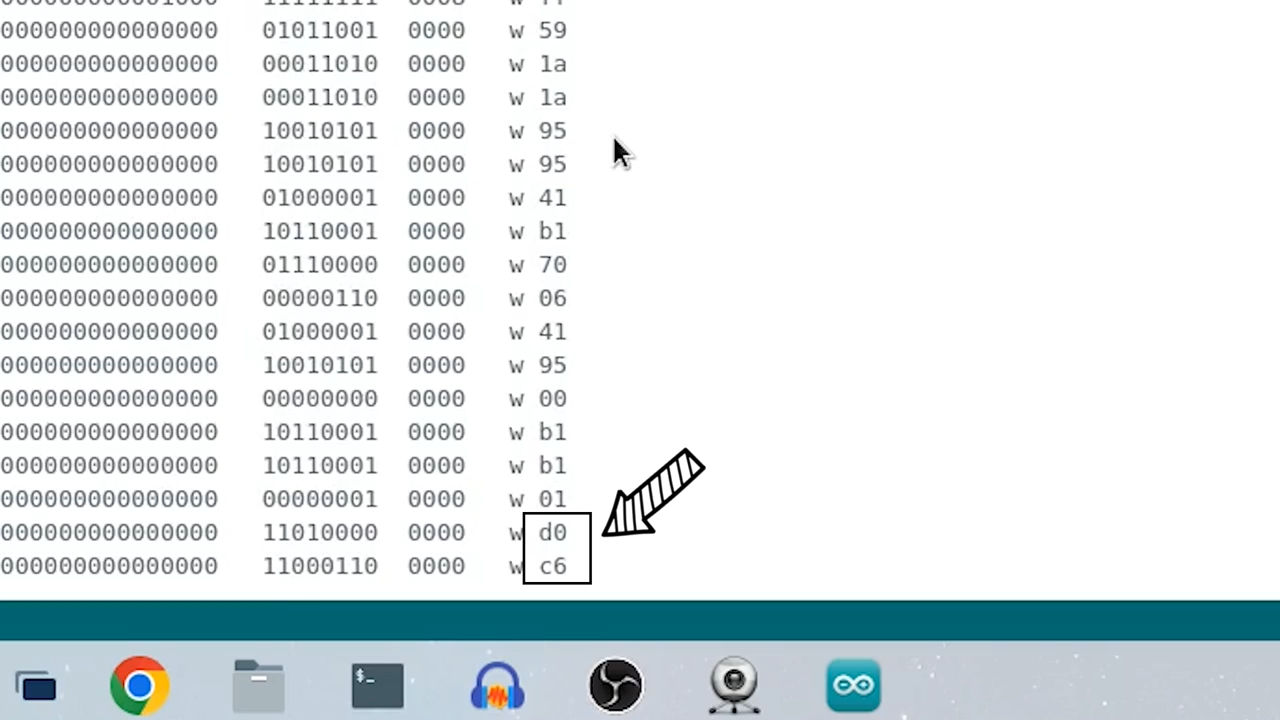 0000000000000000 01011001 0000 w 59
0000000000000000 00011010 0000 w 1a
0000000000000000 00011010 0000 w 1a
0000000000000000 10010101 0000 w 95
0000000000000000 10010101 0000 w 95
0000000000000000 01000001 0000 w 41
0000000000000000 10110001 0000 w b1
0000000000000000 01110000 0000 w 70
0000000000000000 00000110 0000 w 06
0000000000000000 01000001 0000 w 41
0000000000000000 10010101 0000 w 95
0000000000000000 00000000 0000 w 00
0000000000000000 10110001 0000 w b1
0000000000000000 10110001 0000 w b1
0000000000000000 00000001 0000 w 01
0000000000000000 11010000 0000 w d0
0000000000000000 11000110 0000 w c6
$_